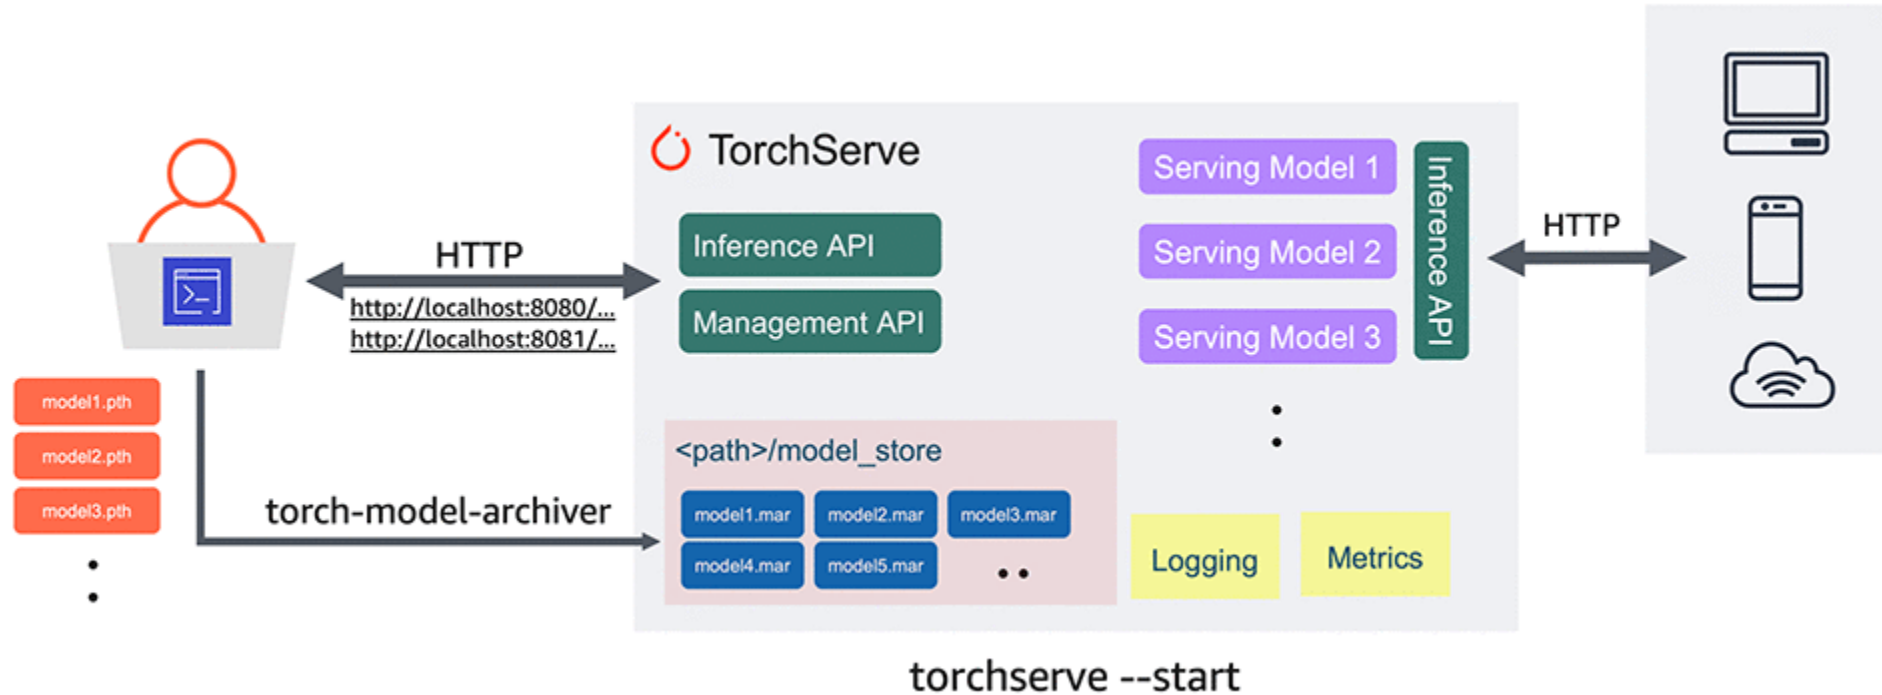 TorchServe
HTTP
http://localhost:8080/...
http://localhost:8081/...
Inference API
Management API
Serving Model 1
Serving Model 2
Serving Model 3
Inference API
HTTP
model1.pth
model2.pth
model3.pth
torch-model-archiver
<path>/model_store
model1.mar model2.mar model3.mar
model4.mar model5.mar
Logging
Metrics
torchserve --start